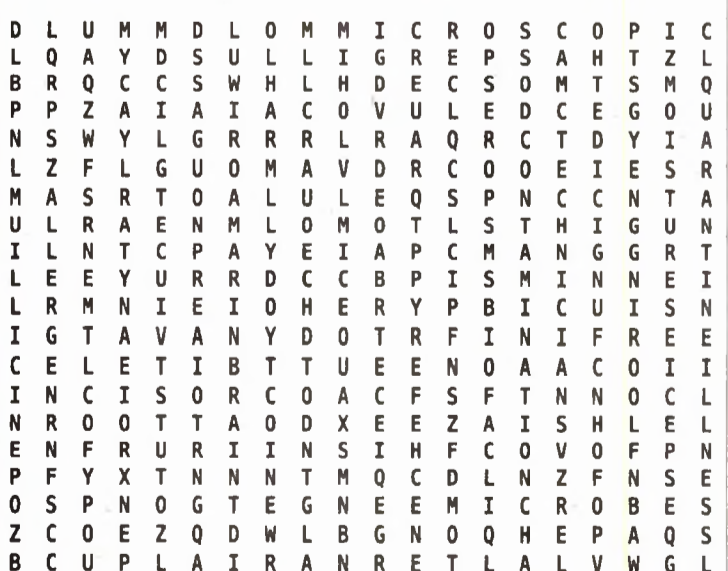 D L U M M D L O M M I C R O S C O P I C
L Q A Y D S U L L I G R E P S A H T Z L
B R Q C C S W H L H D E C S O M T S M Q
P P Z A I A I A C O V U L E D C E G O U
N S W Y L G R R R L R A Q R C T D Y I A
L Z F L G U O M A V D R C O O E I E S R
M A S R T O A L U L E Q S P N C C N T A
U L R A E N M L O M O T L S T H I G U N
I L N T C P A Y E I A P C M A N G G R T
L E E Y U R R D C C B P I S M I N N E I
L R M N I E I O H E R Y P B I C U I S N
I G T A V A N Y D O T R F I N I F R E E
C E L E T I B T T U E E N O A A C O I I
I N C I S O R C O A C F S F T N N O C L
N R O O T T A O D X E E Z A I S H L E L
E N F R U R I I N S I H F C O V O F P N
P F Y X T N N N T M Q C D L N Z F N S E
O S P N O G T E G N E E M I C R O B E S
Z C O E Z Q D W L B G N O Q H E P A Q S
B C U P L A I R A N R E T L A L V W G L